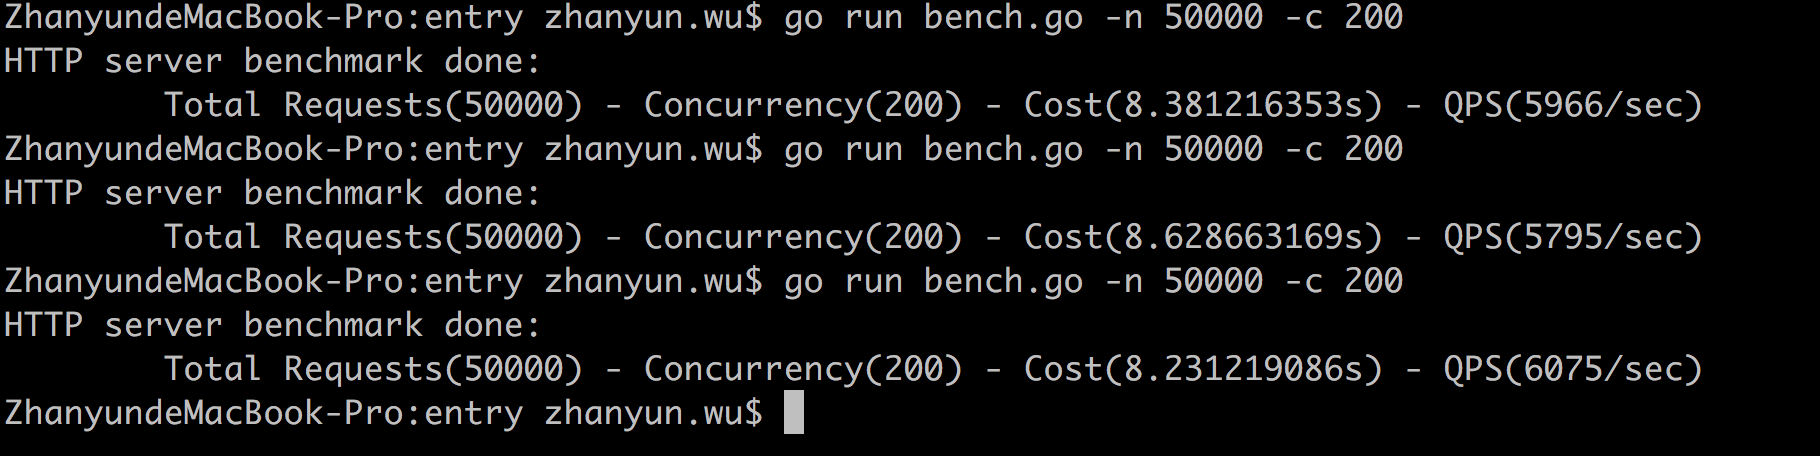 ZhanyundeMacBook-Pro:entry zhanyun.wu$ go run bench.go -n 50000 -c 200
HTTP server benchmark done:
Total Requests(50000) - Concurrency(200) - Cost(8.381216353s) - QPS(5966/sec)
ZhanyundeMacBook-Pro:entry zhanyun.wu$ go run bench.go -n 50000 -c 200
HTTP server benchmark done:
Total Requests(50000) - Concurrency(200) - Cost(8.628663169s) - QPS(5795/sec)
ZhanyundeMacBook-Pro:entry zhanyun.wu$ go run bench.go -n 50000 -c 200
HTTP server benchmark done:
Total Requests(50000) - Concurrency(200) - Cost(8.231219086s) - QPS(6075/sec)
ZhanyundeMacBook-Pro:entry zhanyun.wu$